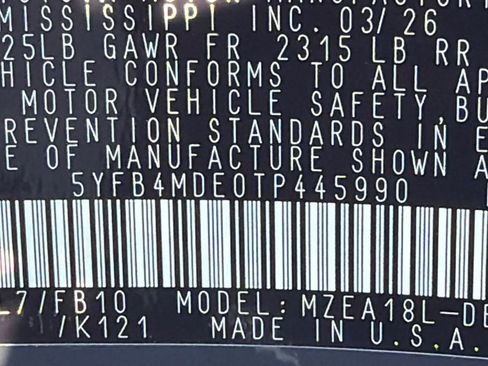 MISSISSIPPI, INC. 03/26
25LB GAWR FR 2315 LB RR
HICLE CONFORMS TO ALL AP
MOTOR VEHICLE SAFETY, BU
REVENTION STANDARDS IN E
E OF MANUFACTURE SHOWN A
5YFB4MDE0TP445990
L7/FB10 MODEL: MZEA18L-DE
/K121 MADE IN U.S.A.